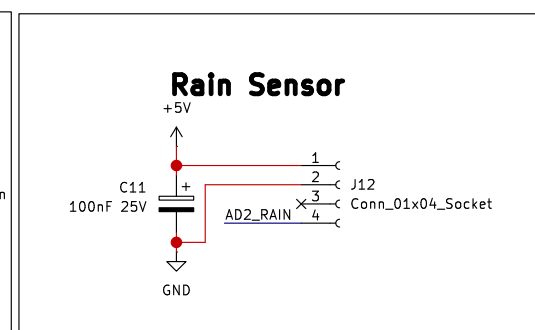 Rain Sensor
+5V
1
2
3
4
C11
+
100nF 25V
J12
Conn_01x04_Socket
AD2_RAIN
GND
n